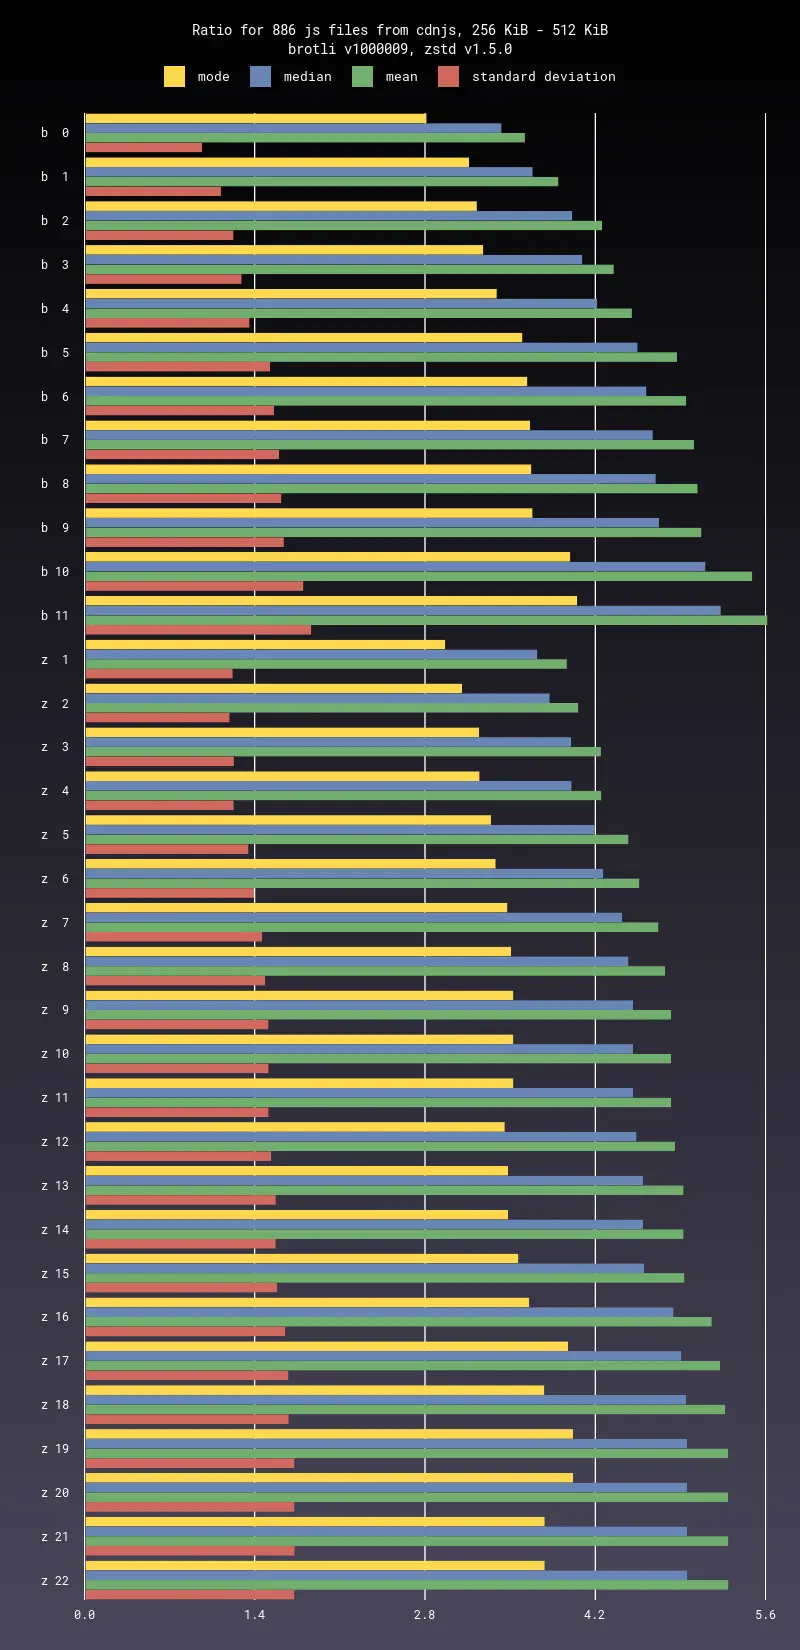 Ratio for 886 js files from cdnjs, 256 KiB - 512 KiB
brotli v1000009, zstd v1.5.0
mode median mean standard deviation
b 0
b 1
b 2
b 3
b 4
b 5
b 6
b 7
b 8
b 9
b 10
b 11
z 1
z 2
z 3
z 4
z 5
z 6
z 7
z 8
z 9
z 10
z 11
z 12
z 13
z 14
z 15
z 16
z 17
z 18
z 19
z 20
z 21
z 22
0.0 1.4 2.8 4.2 5.6